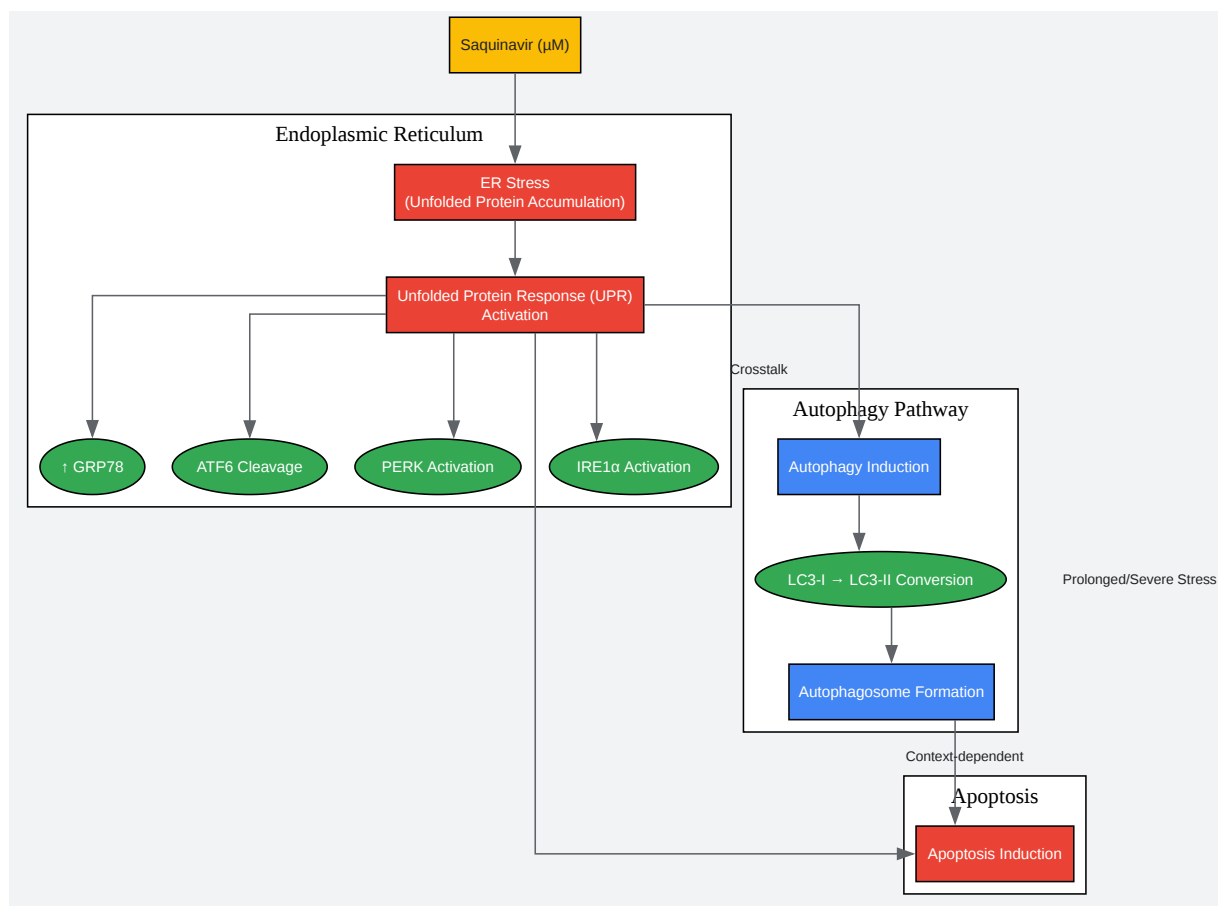 Saquinavir (µM)
Endoplasmic Reticulum
ER Stress
(Unfolded Protein Accumulation)
Unfolded Protein Response (UPR)
Activation
Crosstalk
↑ GRP78
ATF6 Cleavage
PERK Activation
IRE1α Activation
Autophagy Pathway
Autophagy Induction
LC3-I → LC3-II Conversion
Prolonged/Severe Stress
Autophagosome Formation
Context-dependent
Apoptosis
Apoptosis Induction